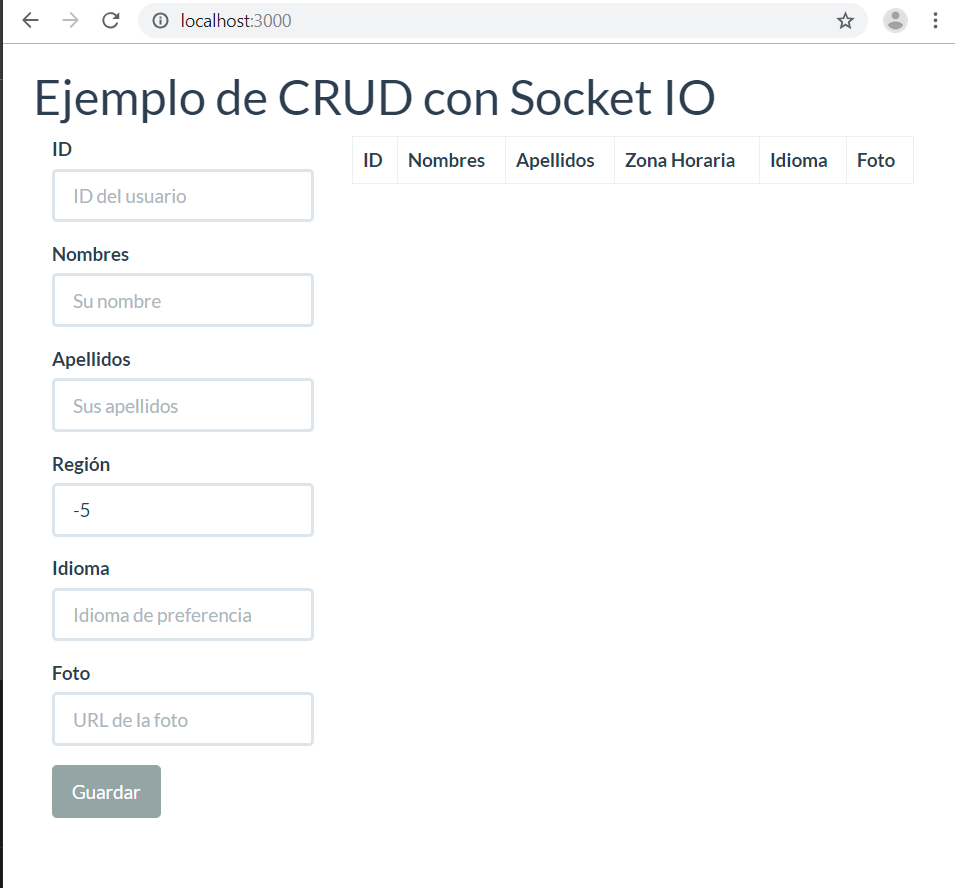 localhost:3000
Ejemplo de CRUD con Socket IO
ID
ID del usuario
Nombres
Su nombre
Apellidos
Sus apellidos
Región
-5
Idioma
Idioma de preferencia
Foto
URL de la foto
Guardar
ID Nombres Apellidos Zona Horaria Idioma Foto